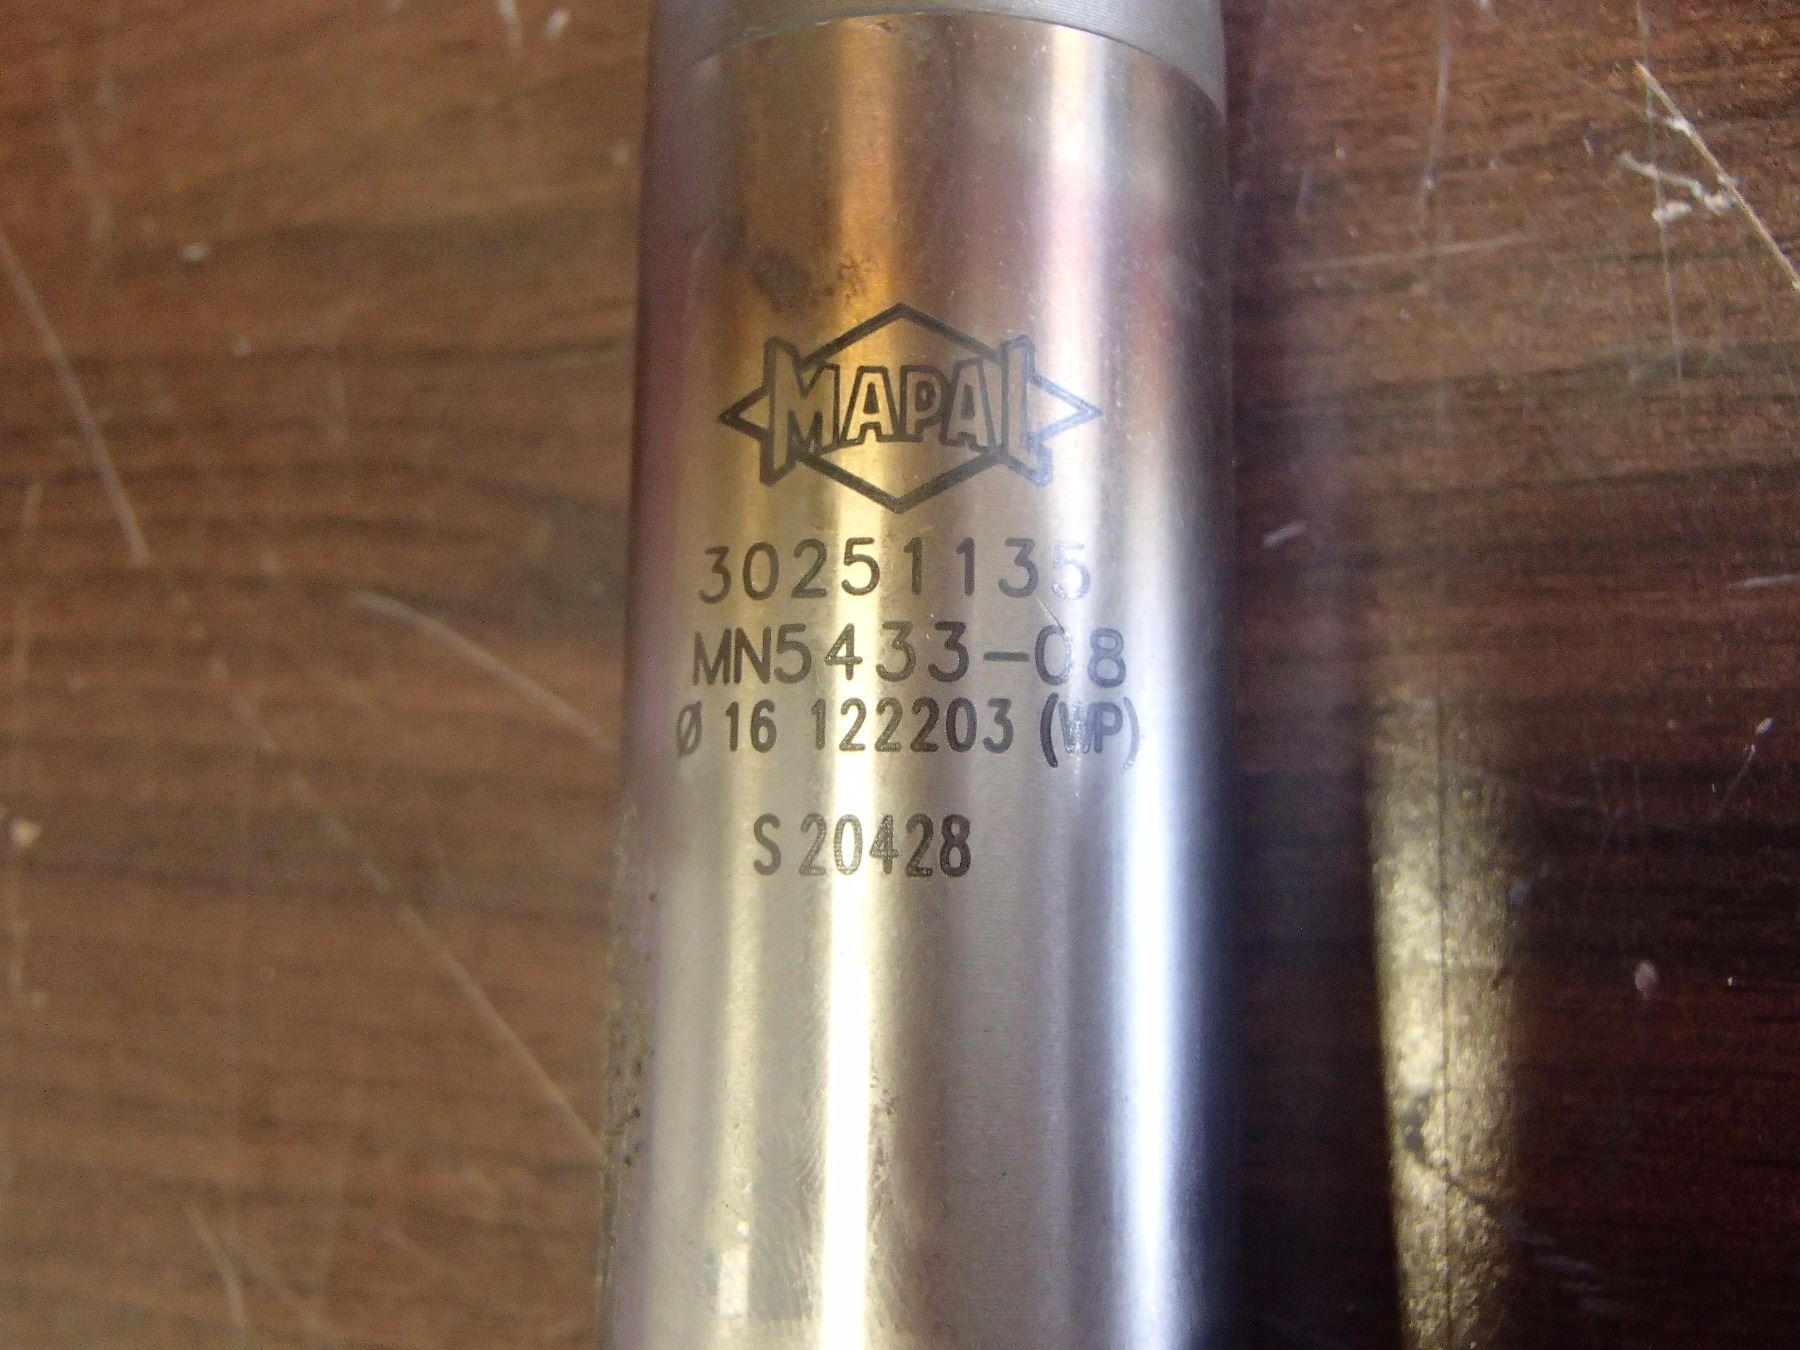 MAPAL
30251135
MN5433-08
Ø 16 122203 (WP)
S 20428